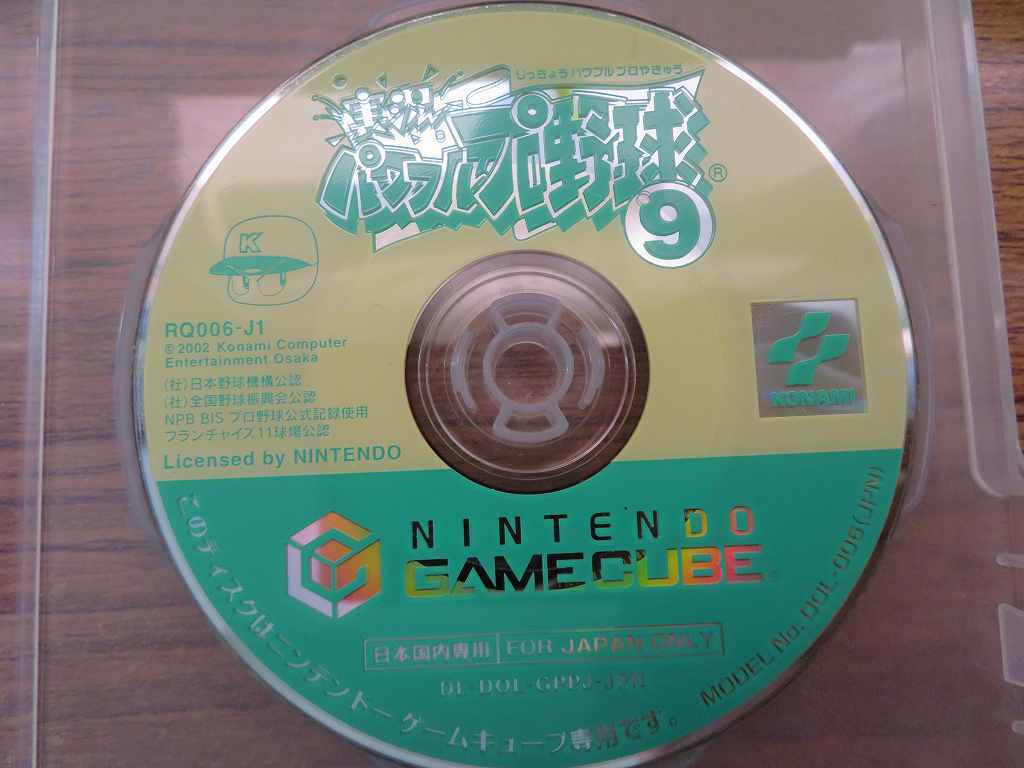 じっきょうパワフルプロやきゅう
実況
パワフルプロ野球®
9
K
RQ006-J1
©2002 Konami Computer
Entertainment Osaka
(社)日本野球機構公認
(社)全国野球振興会公認
NPB BIS プロ野球公式記録使用
フランチャイズ11球場公認
Licensed by NINTENDO
KONAMI
NINTENDO
GAMECUBE
日本国内専用 FOR JAPAN ONLY
DL-DOL-GPPJ-JPN
このディスクはニンテンドー ゲームキューブ専用です。
MODEL No. DOL-006(JPN)